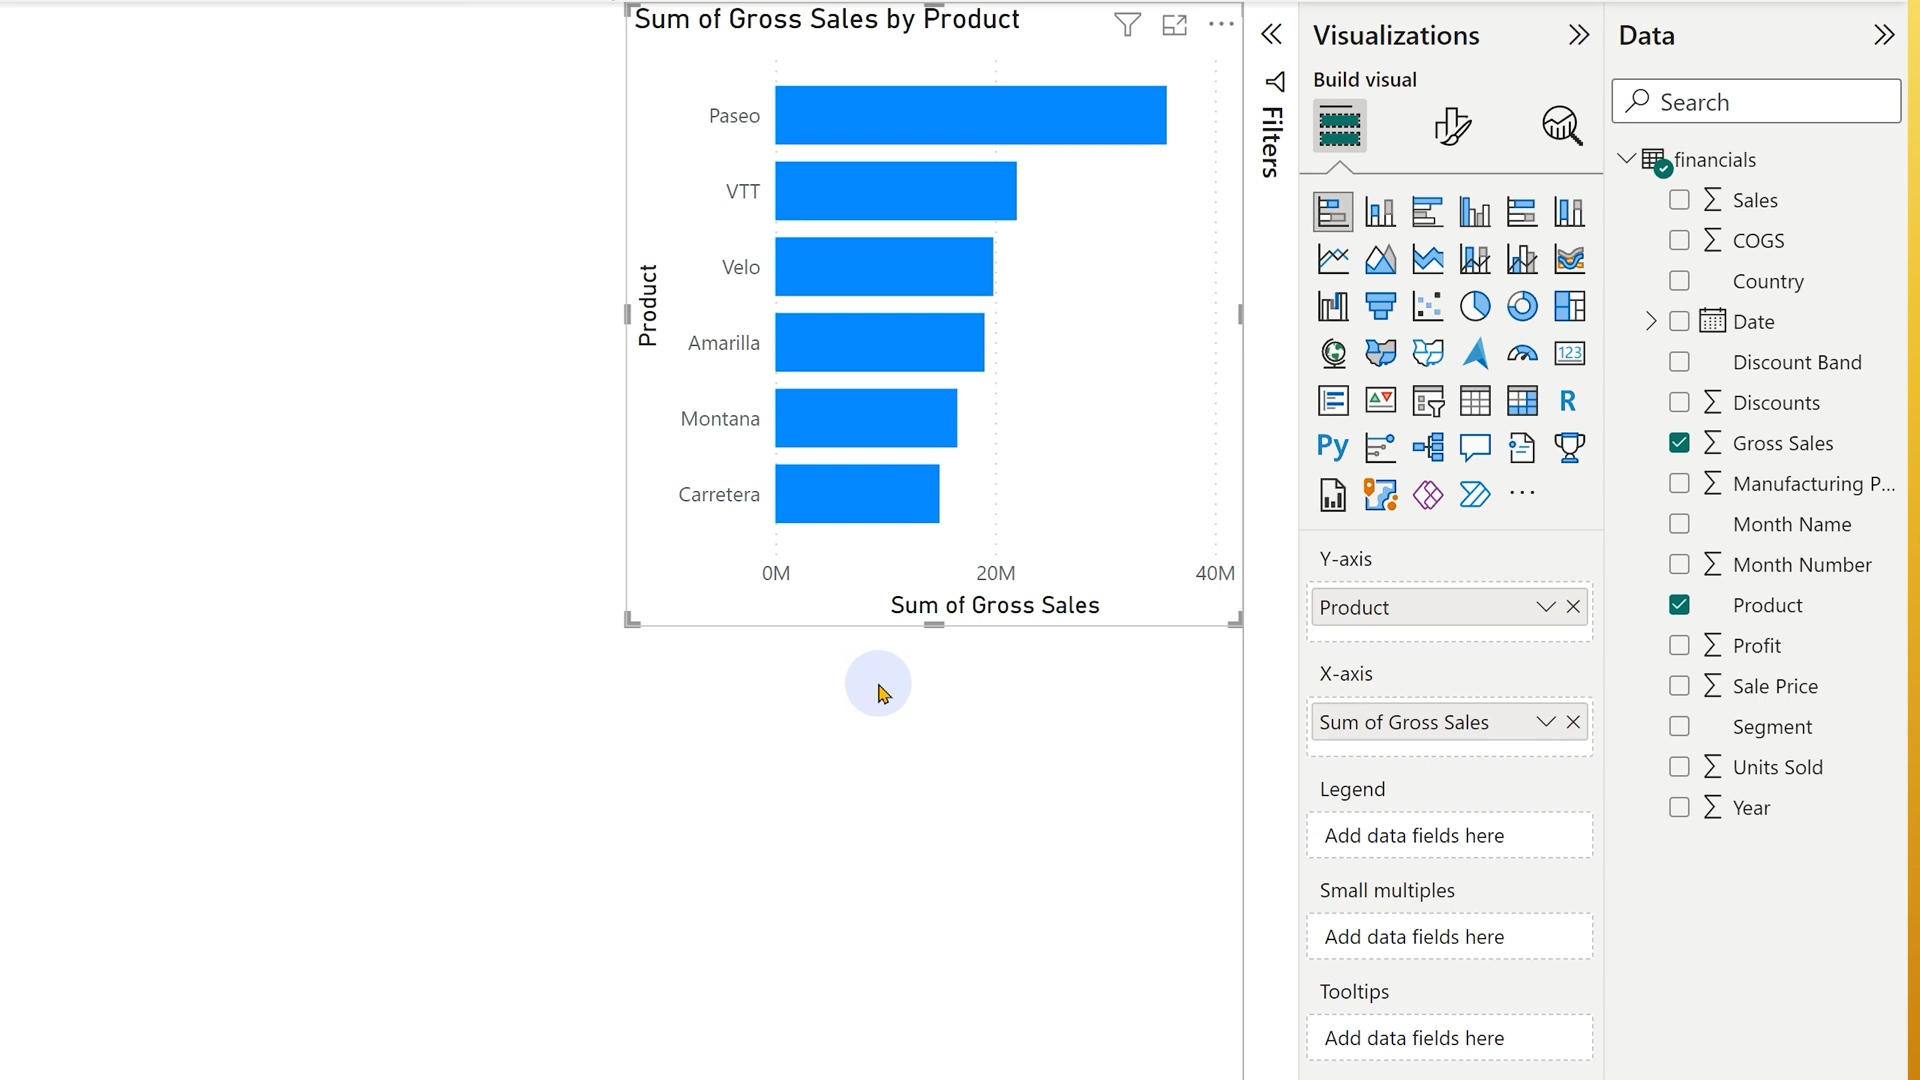 Sum of Gross Sales by Product
Product
Paseo
VTT
Velo
Amarilla
Montana
Carretera
0M
20M
40M
Sum of Gross Sales
Filters
Visualizations
Build visual
123
R
Py
Y-axis
Product
X-axis
Sum of Gross Sales
Legend
Add data fields here
Small multiples
Add data fields here
Tooltips
Add data fields here
Data
Search
financials
Sales
COGS
Country
Date
Discount Band
Discounts
Gross Sales
Manufacturing P...
Month Name
Month Number
Product
Profit
Sale Price
Segment
Units Sold
Year